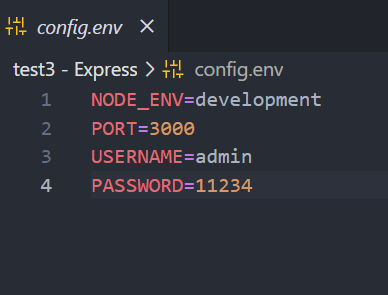 config.env
test3 - Express > config.env
1 NODE_ENV=development
2 PORT=3000
3 USERNAME=admin
4 PASSWORD=11234